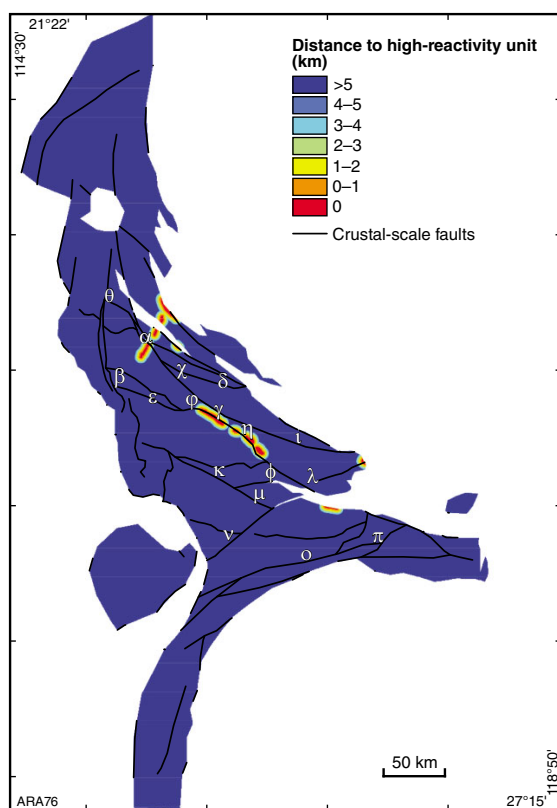 21°22'
114°30'
Distance to high-reactivity unit
(km)
>5
4–5
3–4
2–3
1–2
0–1
0
Crustal-scale faults
θ
α
χ
β
δ
ε
φ
γ
η
ι
κ
ϕ
λ
μ
ν
ο
π
50 km
118°50'
ARA76
27°15'